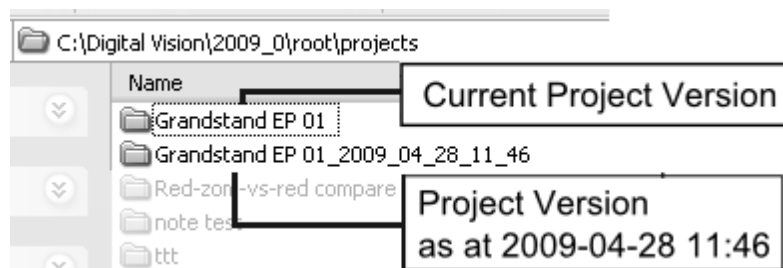 C:\Digital Vision\2009_0\root\projects
Name
Current Project Version
Grandstand EP 01
Grandstand EP 01_2009_04_28_11_46
Red-zon -vs-red compare
Project Version
note test
as at 2009-04-28 11:46
ttt